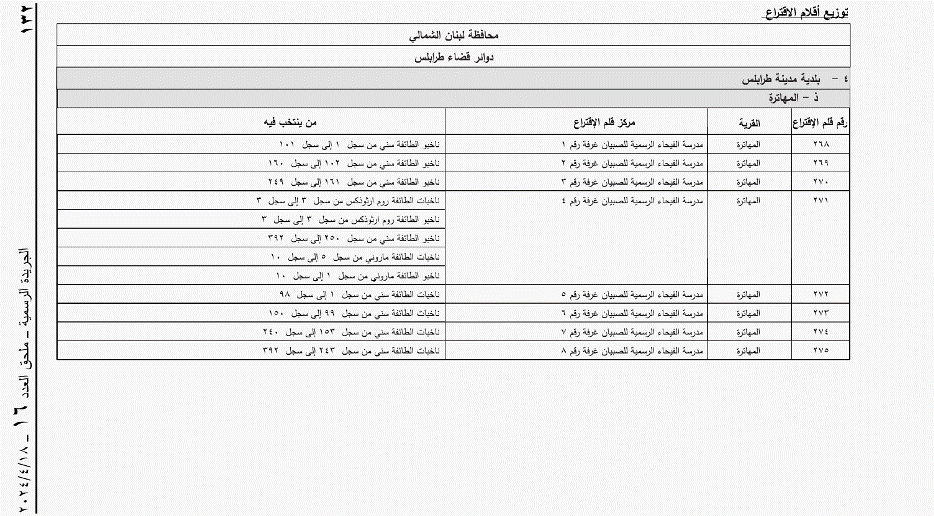 توزيع أقلام الاقتراع
محافظة لبنان الشمالي
دوائر قضاء طرابلس
٤ - بلدية مدينة طرابلس
ذ - المهاترة
رقم قلم الإقتراع القرية مركز قلم الإقتراع من ينتخب فيه
٢٦٨ المهاترة مدرسة الفيحاء الرسمية للصبيان غرفة رقم ١ ناخبو الطائفة سني من سجل ١ إلى سجل ١٠١
٢٦٩ المهاترة مدرسة الفيحاء الرسمية للصبيان غرفة رقم ٢ ناخبو الطائفة سني من سجل ١٠٢ إلى سجل ١٦٠
٢٧٠ المهاترة مدرسة الفيحاء الرسمية للصبيان غرفة رقم ٣ ناخبو الطائفة سني من سجل ١٦١ إلى سجل ٢٤٩
٢٧١ المهاترة مدرسة الفيحاء الرسمية للصبيان غرفة رقم ٤ ناخبات الطائفة روم ارثوذكس من سجل ٣ إلى سجل ٣
ناخبو الطائفة روم ارثوذكس من سجل ٣ إلى سجل ٣
ناخبو الطائفة سني من سجل ٢٥٠ إلى سجل ٣٩٢
ناخبات الطائفة ماروني من سجل ٥ إلى سجل ١٠
ناخبو الطائفة ماروني من سجل ١ إلى سجل ١٠
٢٧٢ المهاترة مدرسة الفيحاء الرسمية للصبيان غرفة رقم ٥ ناخبات الطائفة سني من سجل ١ إلى سجل ٩٨
٢٧٣ المهاترة مدرسة الفيحاء الرسمية للصبيان غرفة رقم ٦ ناخبات الطائفة سني من سجل ٩٩ إلى سجل ١٥٠
٢٧٤ المهاترة مدرسة الفيحاء الرسمية للصبيان غرفة رقم ٧ ناخبات الطائفة سني من سجل ١٥٣ إلى سجل ٢٤٠
٢٧٥ المهاترة مدرسة الفيحاء الرسمية للصبيان غرفة رقم ٨ ناخبات الطائفة سني من سجل ٢٤٣ إلى سجل ٣٩٢
١٣٢ الجريدة الرسمية - ملحق العدد ١٦ - ٢٠٢٤/٤/١٨